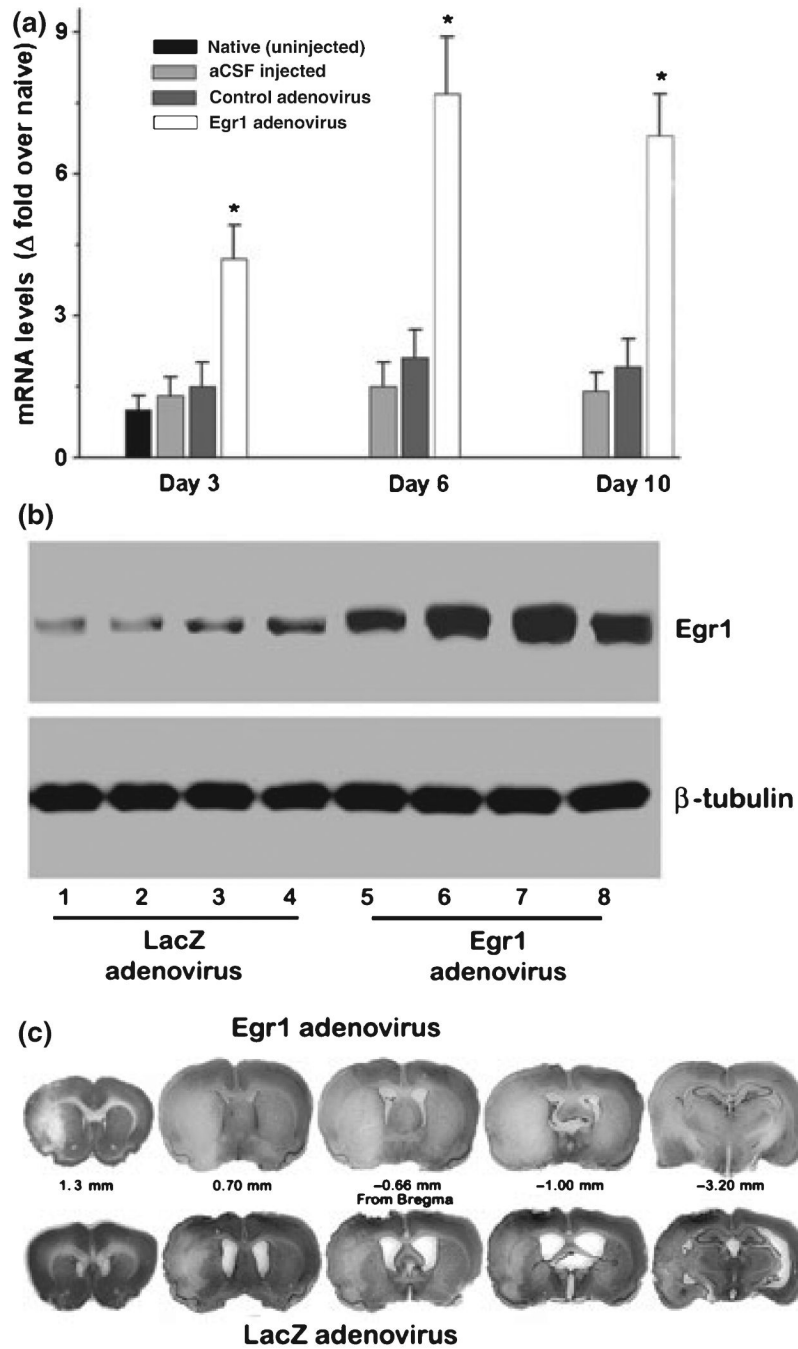 (a)
9
6
3
0
mRNA levels (Δ fold over naive)
Native (uninjected)
aCSF injected
Control adenovirus
Egr1 adenovirus
*
*
*
Day 3
Day 6
Day 10
(b)
Egr1
β-tubulin
1 2 3 4 5 6 7 8
LacZ
adenovirus
Egr1
adenovirus
(c)
Egr1 adenovirus
1.3 mm
0.70 mm
–0.66 mm
From Bregma
–1.00 mm
–3.20 mm
LacZ adenovirus